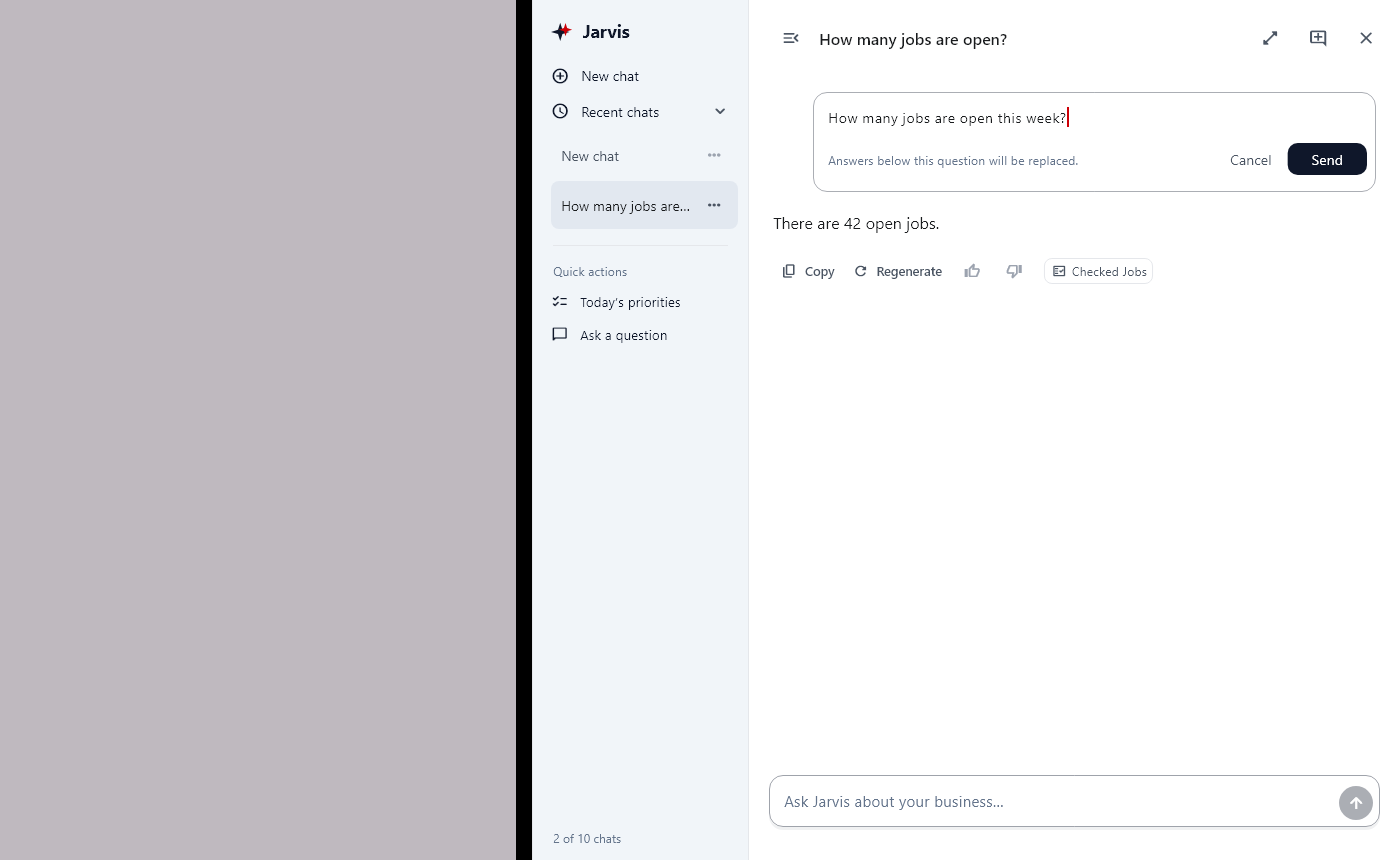 Jarvis
New chat
Recent chats
New chat
How many jobs are...
Quick actions
Today's priorities
Ask a question
2 of 10 chats
How many jobs are open?
How many jobs are open this week?
Answers below this question will be replaced.
Cancel
Send
There are 42 open jobs.
Copy
Regenerate
Checked Jobs
Ask Jarvis about your business...